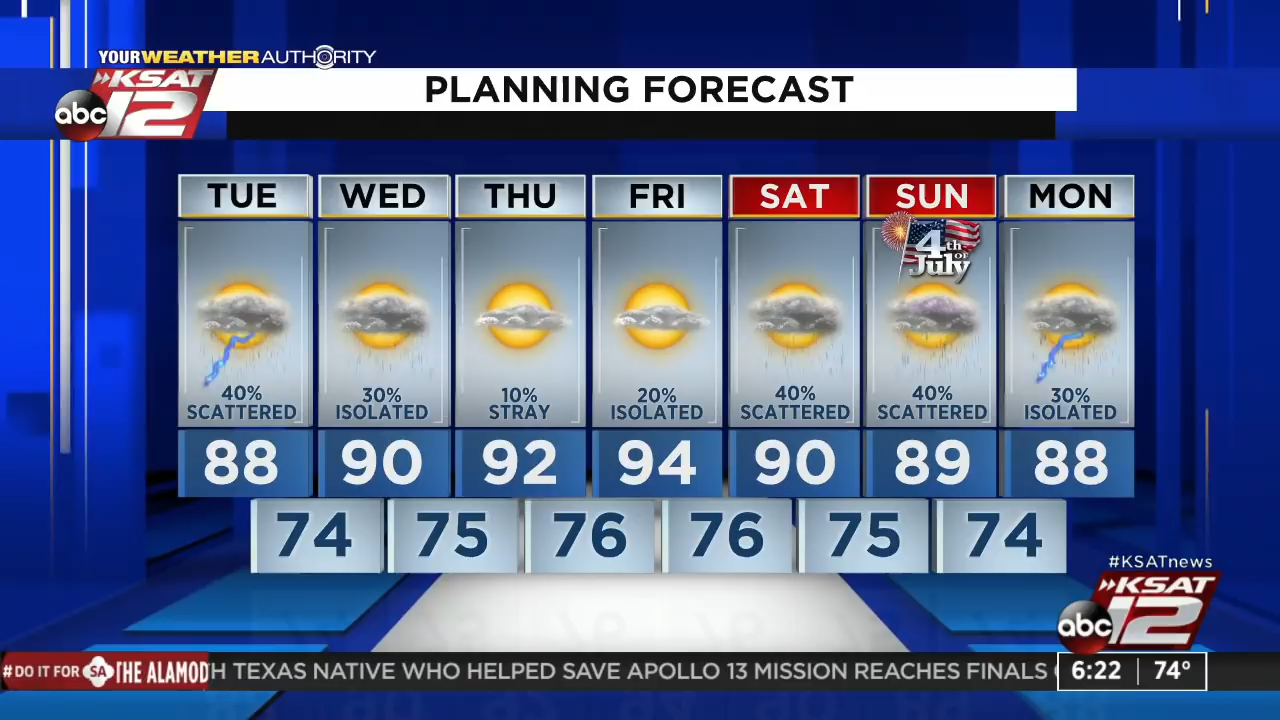 YOURWEATHERAUTHORITY
KSAT
abc 12
PLANNING FORECAST
TUE WED THU FRI SAT SUN MON
4th
OF
July
40% 30% 10% 20% 40% 40% 30%
SCATTERED ISOLATED STRAY ISOLATED SCATTERED SCATTERED ISOLATED
88 90 92 94 90 89 88
74 75 76 76 75 74
#KSATnews
KSAT
abc 12
# DO IT FOR SA THE ALAMO TEXAS NATIVE WHO HELPED SAVE APOLLO 13 MISSION REACHES FINALS
6:22 74°